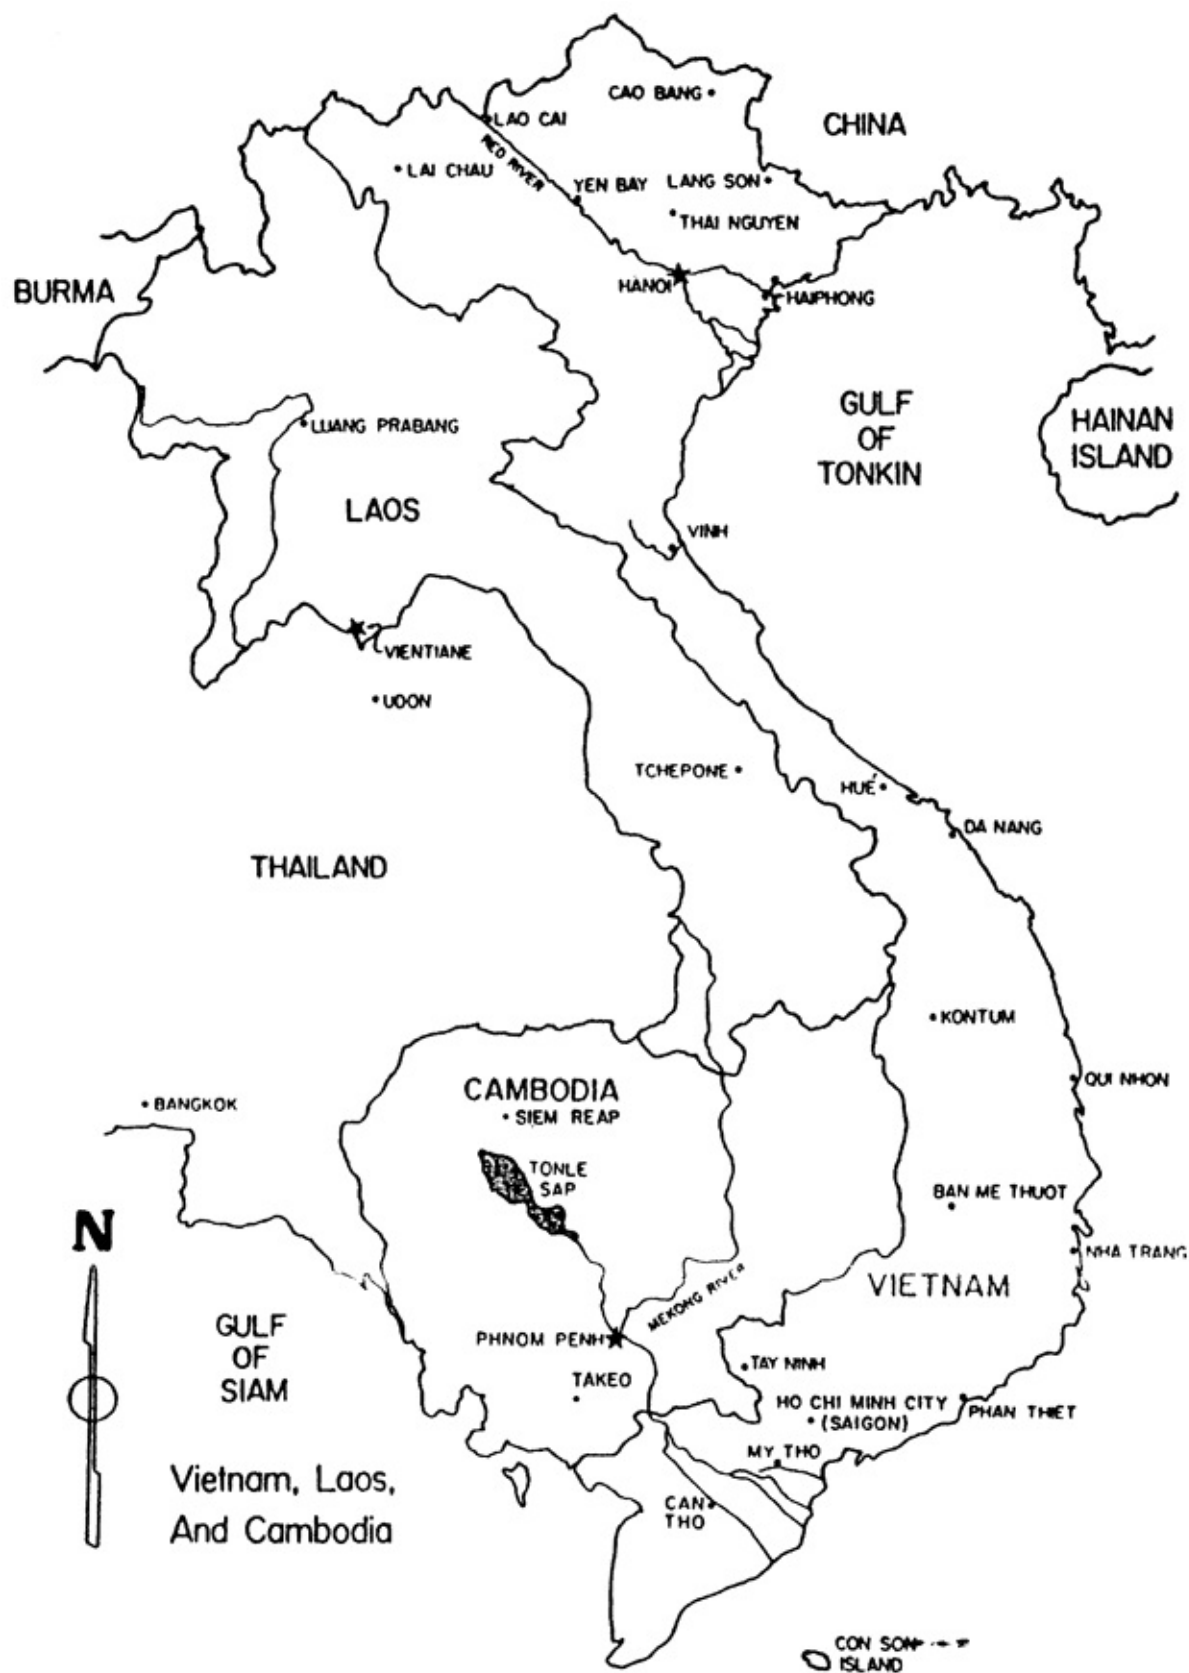 CAO BANG
CHINA
LAO CAI
RED RIVER
LAI CHAU
YEN BAY
LANG SON
THAI NGUYEN
BURMA
HANOI
HAIPHONG
GULF
OF
TONKIN
HAINAN
ISLAND
LUANG PRABANG
LAOS
VINH
VIENTIANE
UDON
TCHEPONE
HUÉ
DA NANG
THAILAND
KONTUM
QUI NHON
CAMBODIA
SIEM REAP
BANGKOK
TONLE
SAP
BAN ME THUOT
N
NHA TRANG
VIETNAM
MEKONG RIVER
GULF
OF
SIAM
PHNOM PENH
TAY NINH
TAKEO
HO CHI MINH CITY
(SAIGON)
PHAN THIET
MY THO
Vietnam, Laos,
And Cambodia
CAN
THO
CON SON
ISLAND